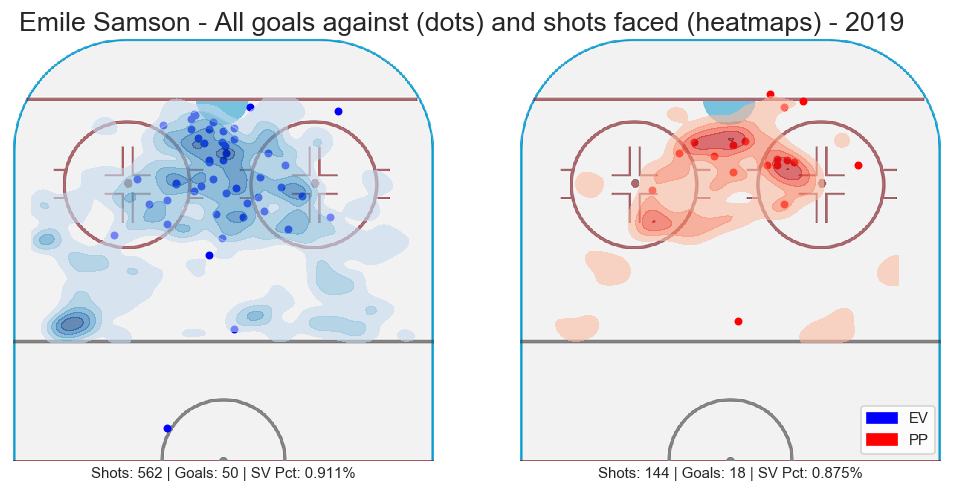 Emile Samson - All goals against (dots) and shots faced (heatmaps) - 2019
EV
PP
Shots: 562 | Goals: 50 | SV Pct: 0.911%
Shots: 144 | Goals: 18 | SV Pct: 0.875%